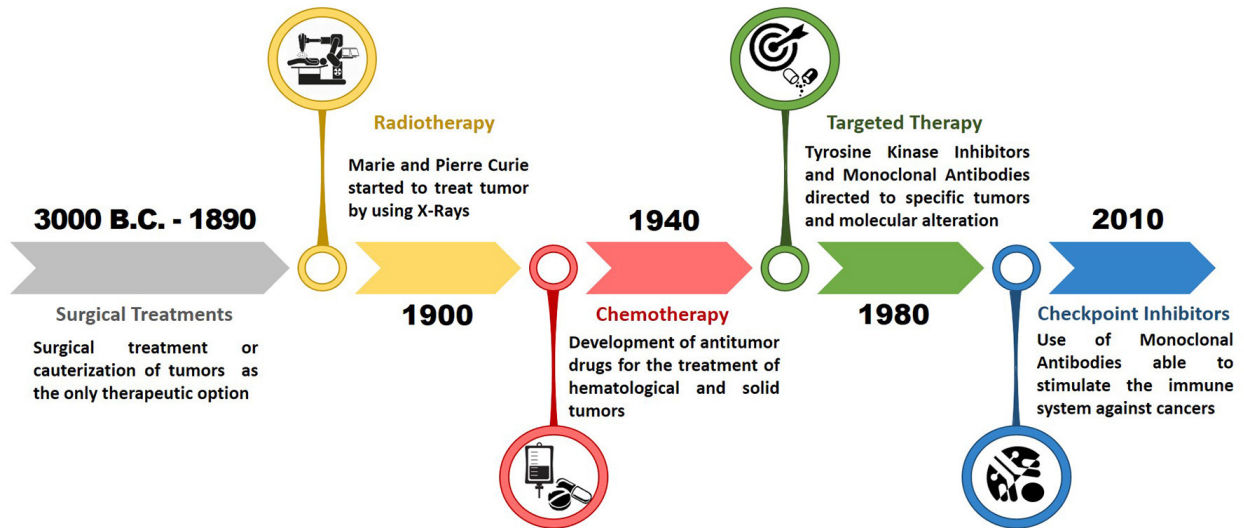 3000 B.C. - 1890
Surgical Treatments
Surgical treatment or
cauterization of tumors as
the only therapeutic option
Radiotherapy
Marie and Pierre Curie
started to treat tumor
by using X-Rays
1900
1940
Chemotherapy
Development of antitumor
drugs for the treatment of
hematological and solid
tumors
Targeted Therapy
Tyrosine Kinase Inhibitors
and Monoclonal Antibodies
directed to specific tumors
and molecular alteration
1980
2010
Checkpoint Inhibitors
Use of Monoclonal
Antibodies able to
stimulate the immune
system against cancers